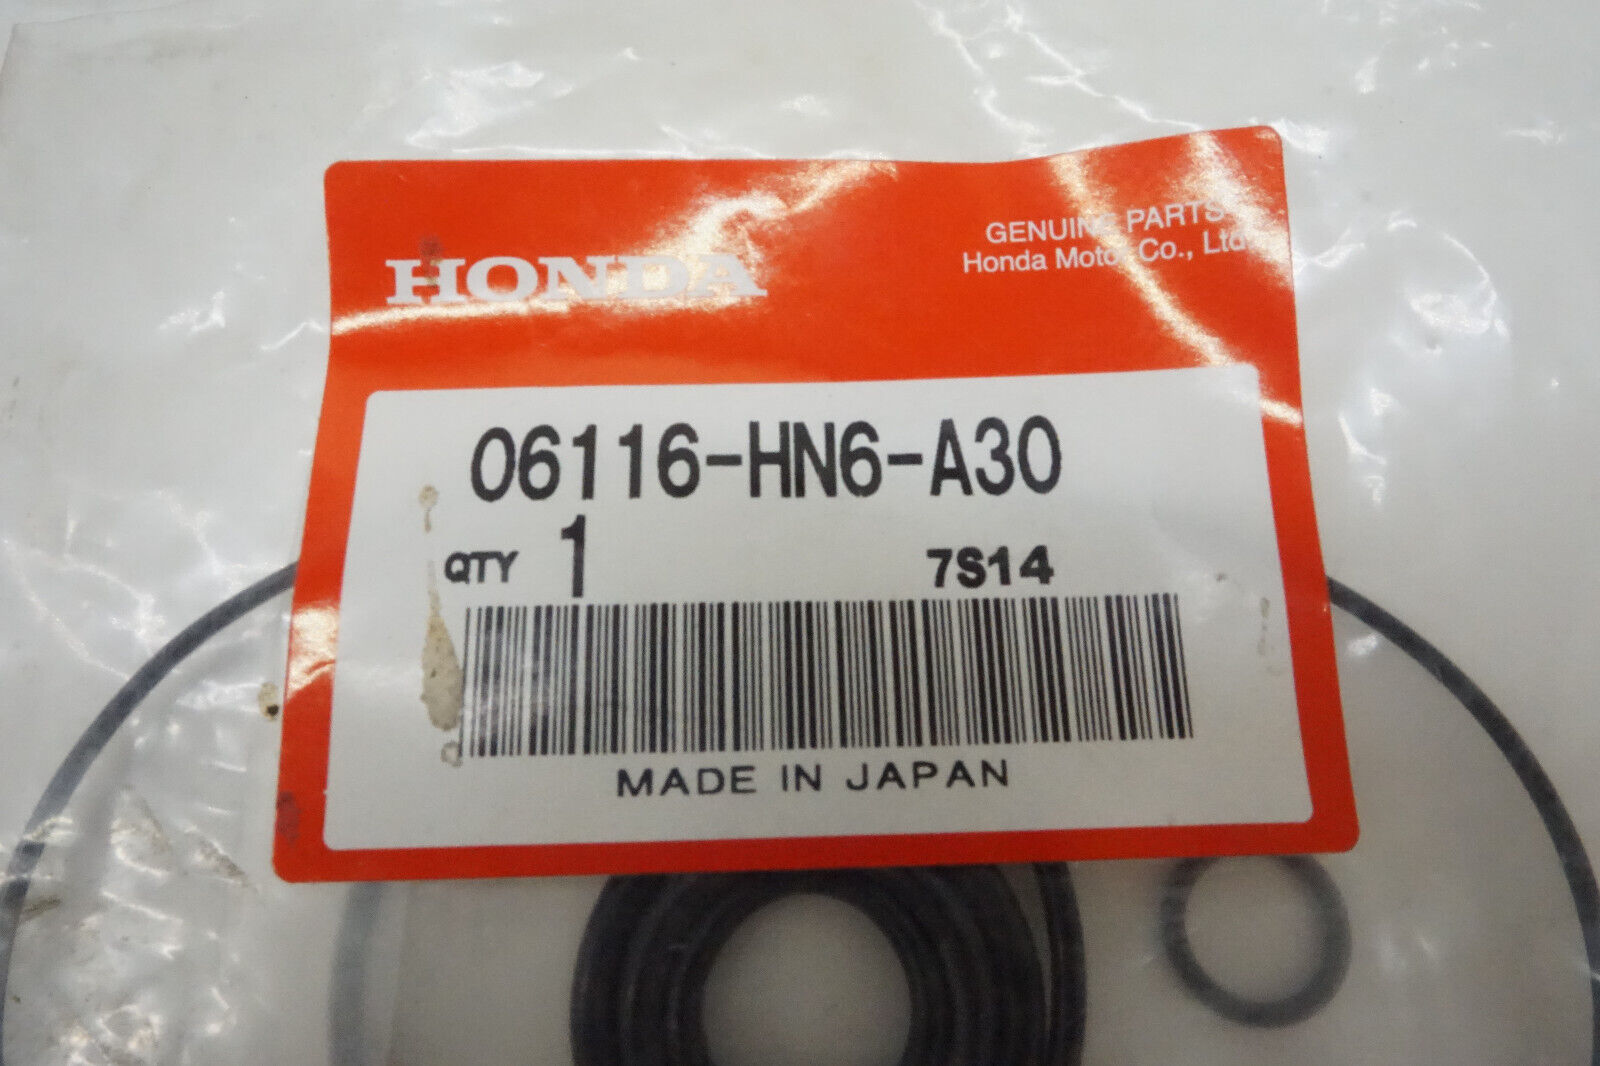 HONDA
GENUINE PARTS
Honda Motor Co., Ltd.
06116-HN6-A30
QTY 1
7S14
MADE IN JAPAN